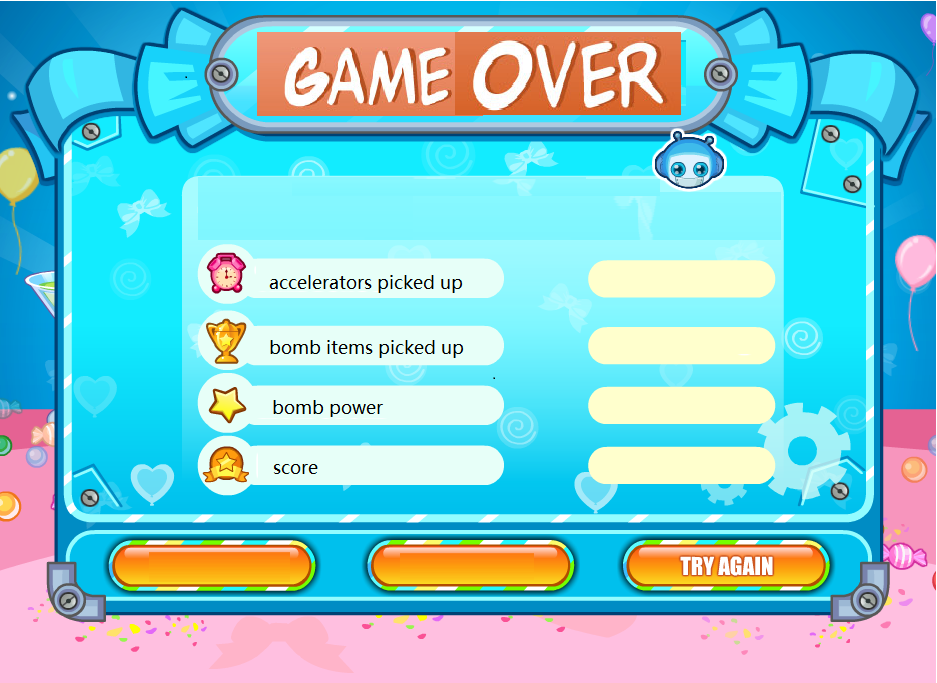 GAME OVER
accelerators picked up
bomb items picked up
bomb power
score
TRY AGAIN